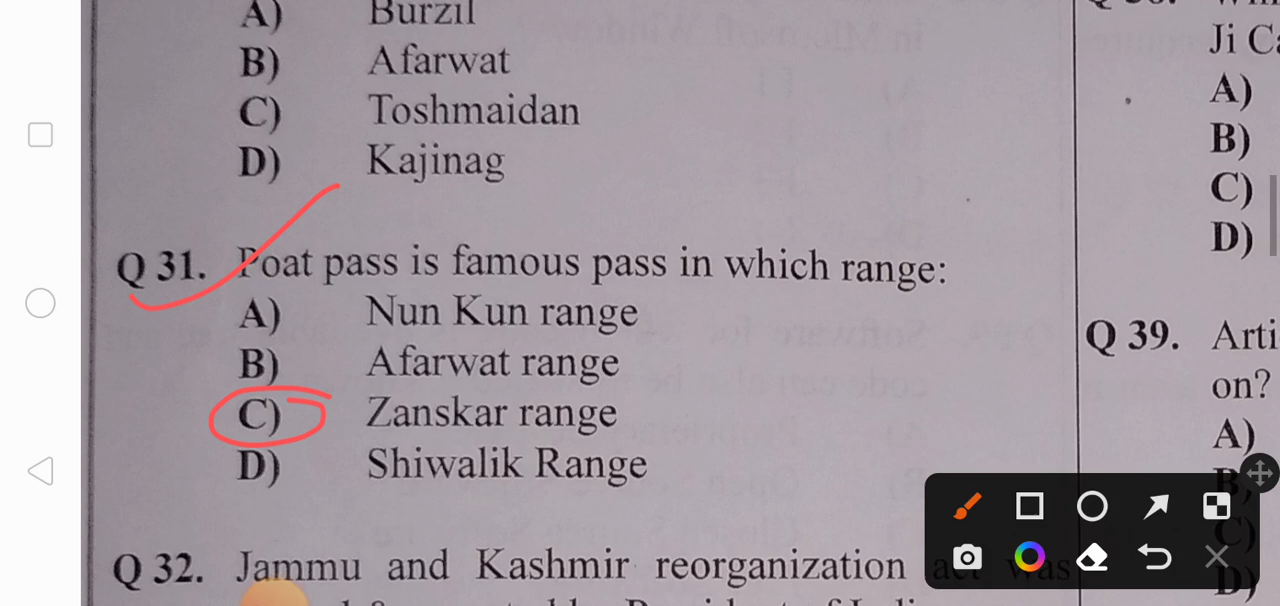 A) Burzil
B) Afarwat
C) Toshmaidan
D) Kajinag
Q 31. Poat pass is famous pass in which range:
A) Nun Kun range
B) Afarwat range
C) Zanskar range
D) Shiwalik Range
Q 32. Jammu and Kashmir reorganization act was
Ji
A)
B)
C)
D)
Q 39. Arti
on?
A)
B)
C)
D)